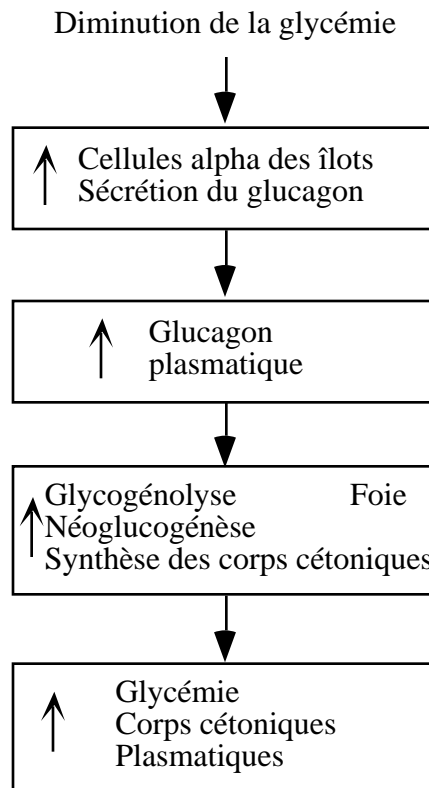 Diminution de la glycémie
Cellules alpha des îlots
Sécrétion du glucagon
Glucagon
plasmatique
Glycogénolyse Foie
Néoglucogénèse
Synthèse des corps cétoniques
Glycémie
Corps cétoniques
Plasmatiques